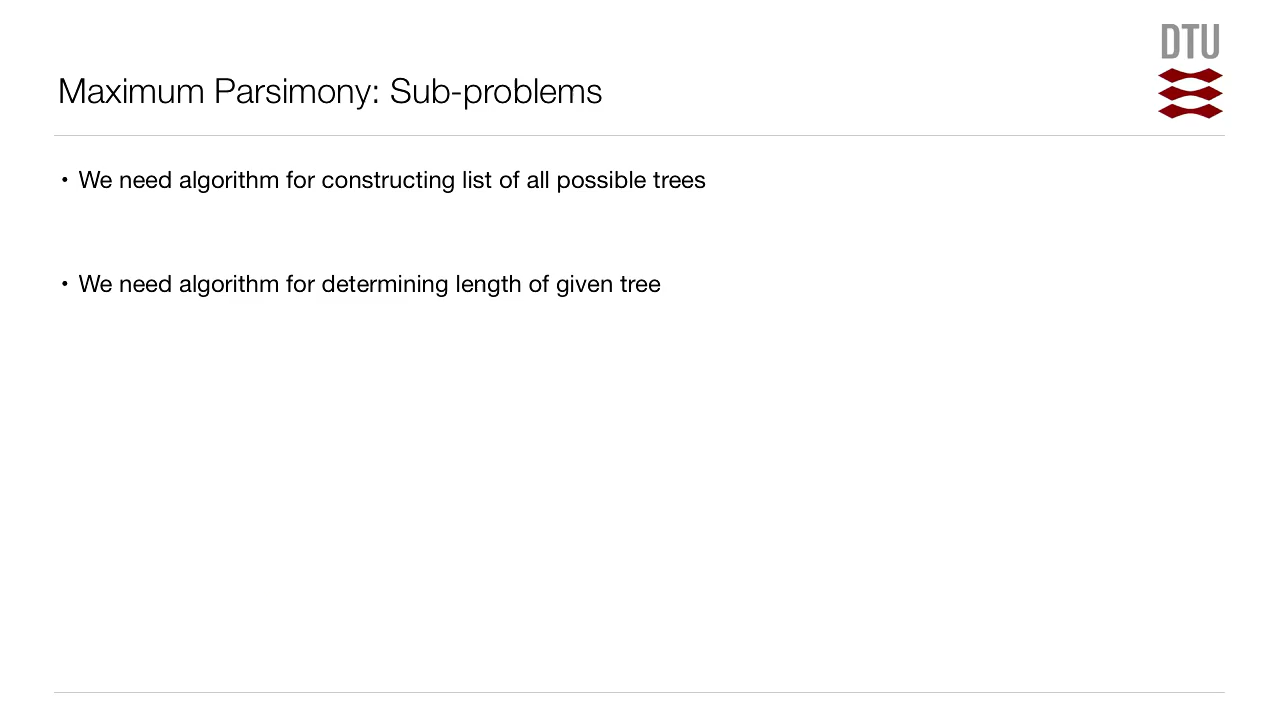 DTU
Maximum Parsimony: Sub-problems
• We need algorithm for constructing list of all possible trees
• We need algorithm for determining length of given tree